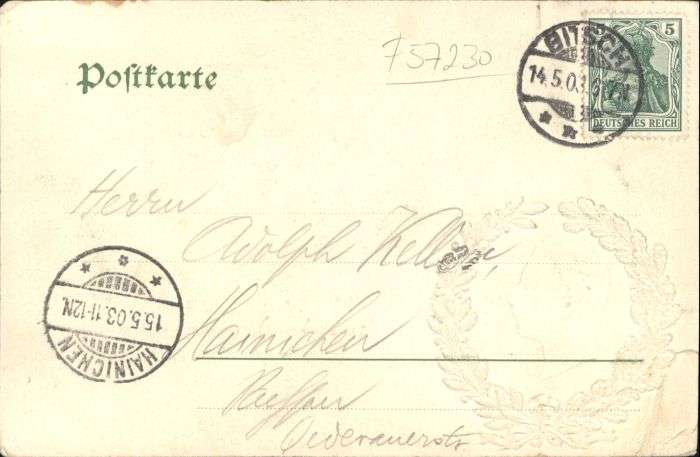 Postkarte
757230
BITSCH
14.5.03.
5
DEUTSCHES REICH
Herrn
Adolph Keller,
Hainichen
Oederanerstr
15.5.03.11-12N.
HAINICHEN